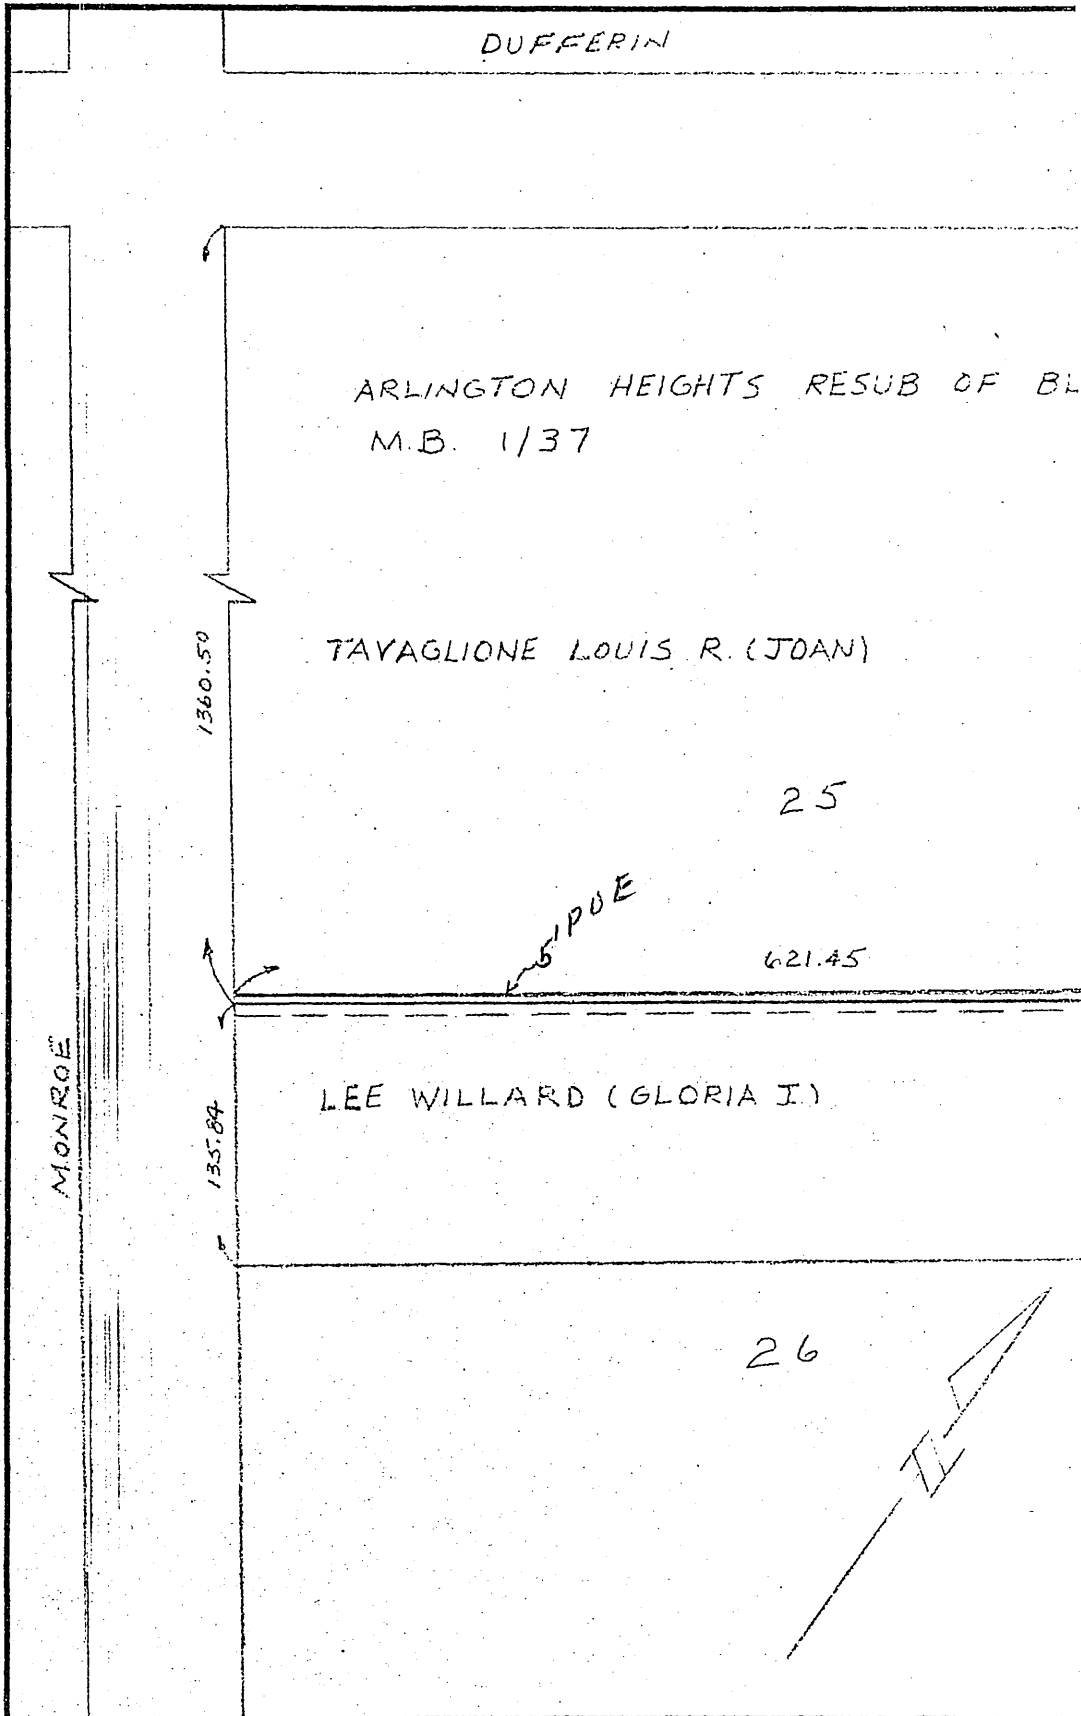 DUFFERIN
ARLINGTON HEIGHTS RESUB OF BL
M.B. 1/37
1360.50
TAVAGLIONE LOUIS R. (JOAN)
25
5' PUE
621.45
MONROE
135.84
LEE WILLARD (GLORIA I.)
26
N